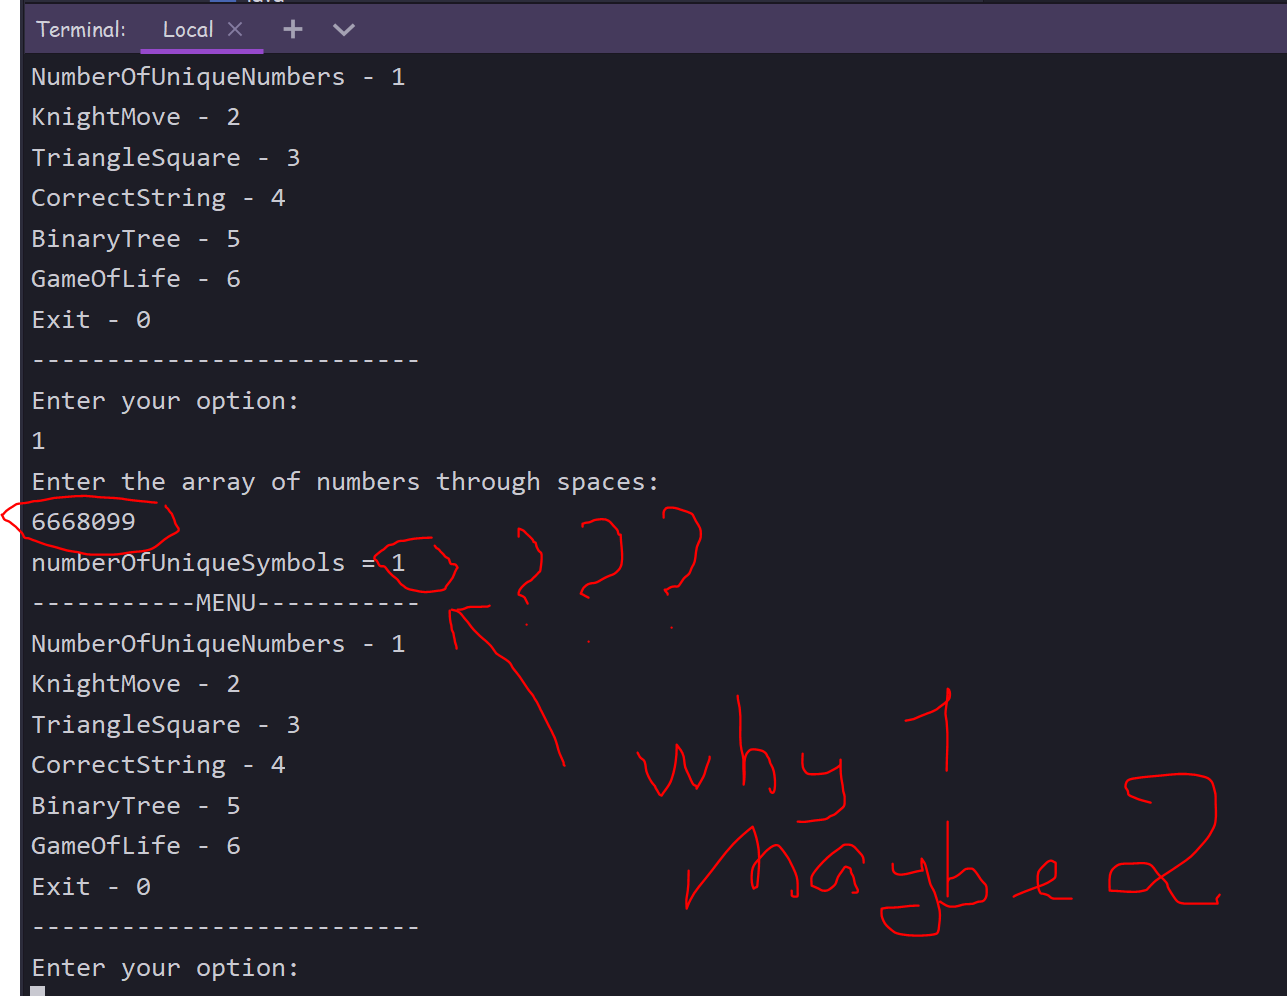 Terminal: Local × + 
NumberOfUniqueNumbers - 1
KnightMove - 2
TriangleSquare - 3
CorrectString - 4
BinaryTree - 5
GameOfLife - 6
Exit - 0
--------------------------
Enter your option:
1
Enter the array of numbers through spaces:
6668099
numberOfUniqueSymbols = 1 ???
-----------MENU-----------
NumberOfUniqueNumbers - 1
KnightMove - 2
TriangleSquare - 3
why 1
CorrectString - 4
BinaryTree - 5
GameOfLife - 6
maybe 2
Exit - 0
--------------------------
Enter your option: